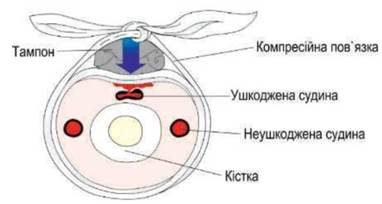 Тампон
Компресійна пов`язка
Ушкоджена судина
Неушкоджена судина
Кістка